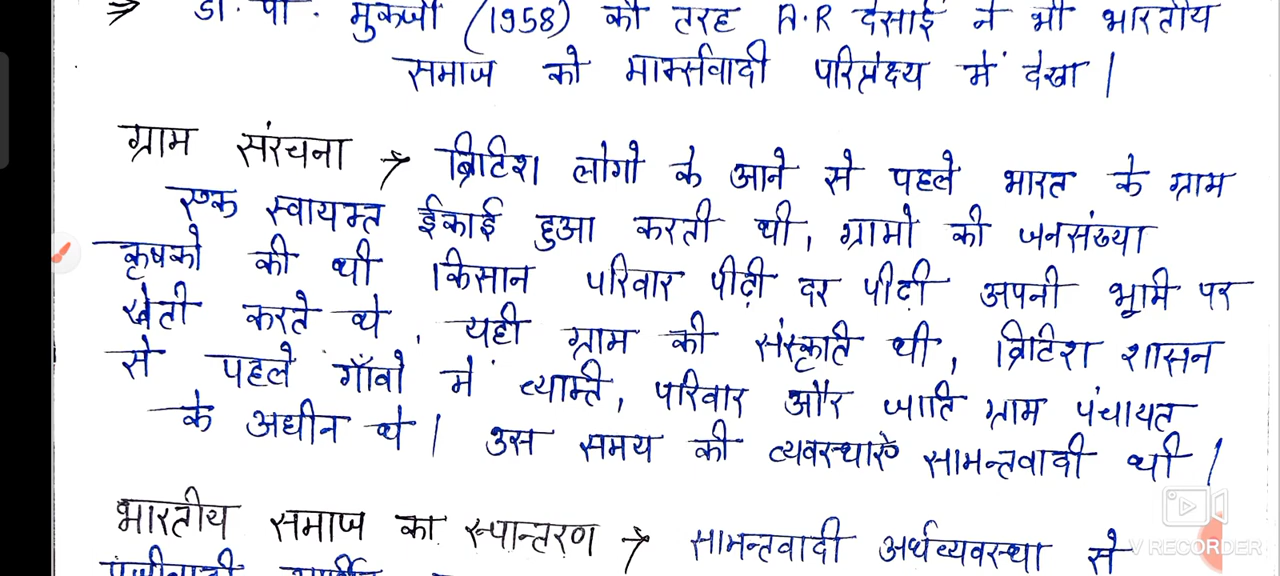 ⇒ डी. पी. मुकर्जी (1958) की तरह A.R देसाई ने भी भारतीय
समाज को मार्क्सवादी परिप्रेक्ष्य में देखा |
ग्राम संरचना → ब्रिटिश लोगो के आने से पहले भारत के ग्राम
एक स्वायत्त ईकाई हुआ करती थी, ग्रामो की जनसंख्या
कृषको की थी किसान परिवार पीढ़ी दर पीढी अपनी भूमि पर
खेती करते थे, यही ग्राम की संस्कृति थी, ब्रिटिश शासन
से पहले गाँवो में व्यक्ति, परिवार और जाति ग्राम पंचायत
के अधीन थे | उस समय की व्यवस्थाऐं सामन्तवादी थी |
भारतीय समाज का रूपान्तरण → सामन्तवादी अर्थव्यवस्था से
V RECORDER